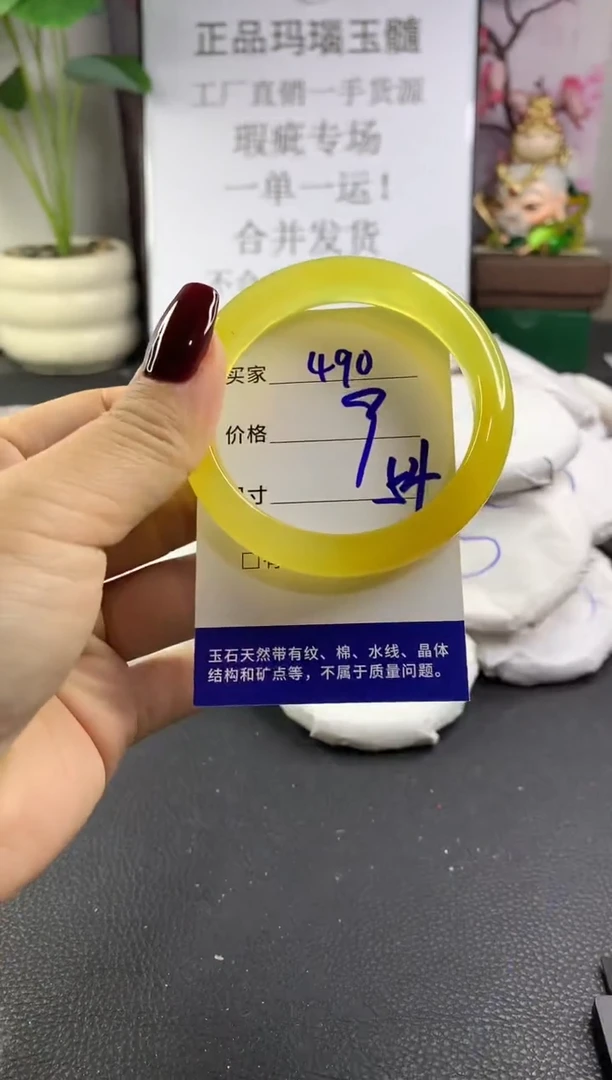 正品玛瑙玉髓
工厂直销一手货源
瑕疵专场
一单一运！
合并发货
买家 490
价格 9
寸 54
玉石天然带有纹、棉、水线、晶体
结构和矿点等，不属于质量问题。